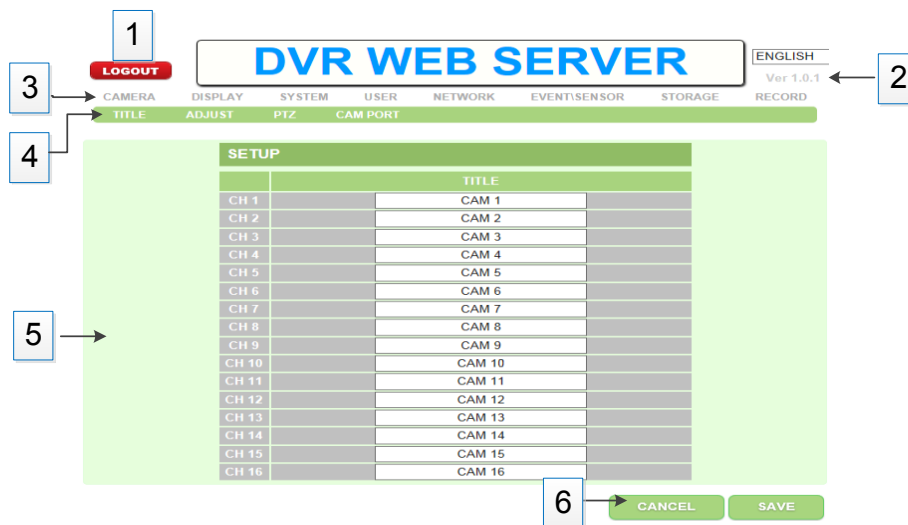 1
LOGOUT
DVR WEB SERVER
ENGLISH
Ver 1.0.1
2
3
CAMERA DISPLAY SYSTEM USER NETWORK EVENT\SENSOR STORAGE RECORD
TITLE ADJUST PTZ CAM PORT
4
SETUP
TITLE
CH 1 CAM 1
CH 2 CAM 2
CH 3 CAM 3
CH 4 CAM 4
CH 5 CAM 5
CH 6 CAM 6
CH 7 CAM 7
CH 8 CAM 8
5
CH 9 CAM 9
CH 10 CAM 10
CH 11 CAM 11
CH 12 CAM 12
CH 13 CAM 13
CH 14 CAM 14
CH 15 CAM 15
CH 16 CAM 16
6
CANCEL SAVE